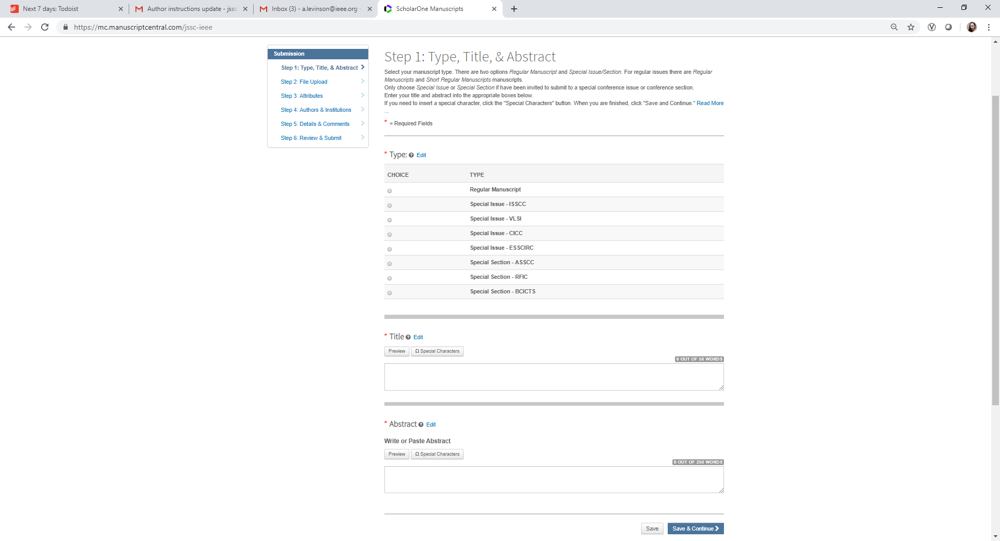 Next 7 days: Todoist
Author instructions update - jssc
Inbox (3) - a.levinson@ieee.org -
ScholarOne Manuscripts
https://mc.manuscriptcentral.com/jssc-ieee
Submission
Step 1: Type, Title, & Abstract
Step 2: File Upload
Step 3: Attributes
Step 4: Authors & Institutions
Step 5: Details & Comments
Step 6: Review & Submit
Step 1: Type, Title, & Abstract
Select your manuscript type. There are two options Regular Manuscript and Special Issue/Section. For regular issues there are Regular
Manuscripts and Short Regular Manuscripts manuscripts.
Only choose Special Issue or Special Section if have been invited to submit to a special conference issue or conference section.
Enter your title and abstract into the appropriate boxes below.
If you need to insert a special character, click the "Special Characters" button. When you are finished, click "Save and Continue." Read More
...
* = Required Fields
* Type: Edit
CHOICE TYPE
Regular Manuscript
Special Issue - ISSCC
Special Issue - VLSI
Special Issue - CICC
Special Issue - ESSCIRC
Special Section - ASSCC
Special Section - RFIC
Special Section - BCICTS
* Title Edit
Preview Ω Special Characters
0 OUT OF 50 WORDS
* Abstract Edit
Write or Paste Abstract
Preview Ω Special Characters
0 OUT OF 250 WORDS
Save Save & Continue